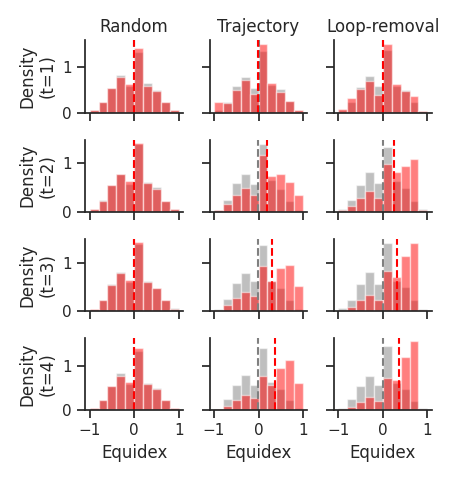 Random Trajectory Loop-removal
Density
(t=1)
1
0
Density
(t=2)
1
0
Density
(t=3)
1
0
Density
(t=4)
1
0
−1 0 1 −1 0 1 −1 0 1
Equidex Equidex Equidex